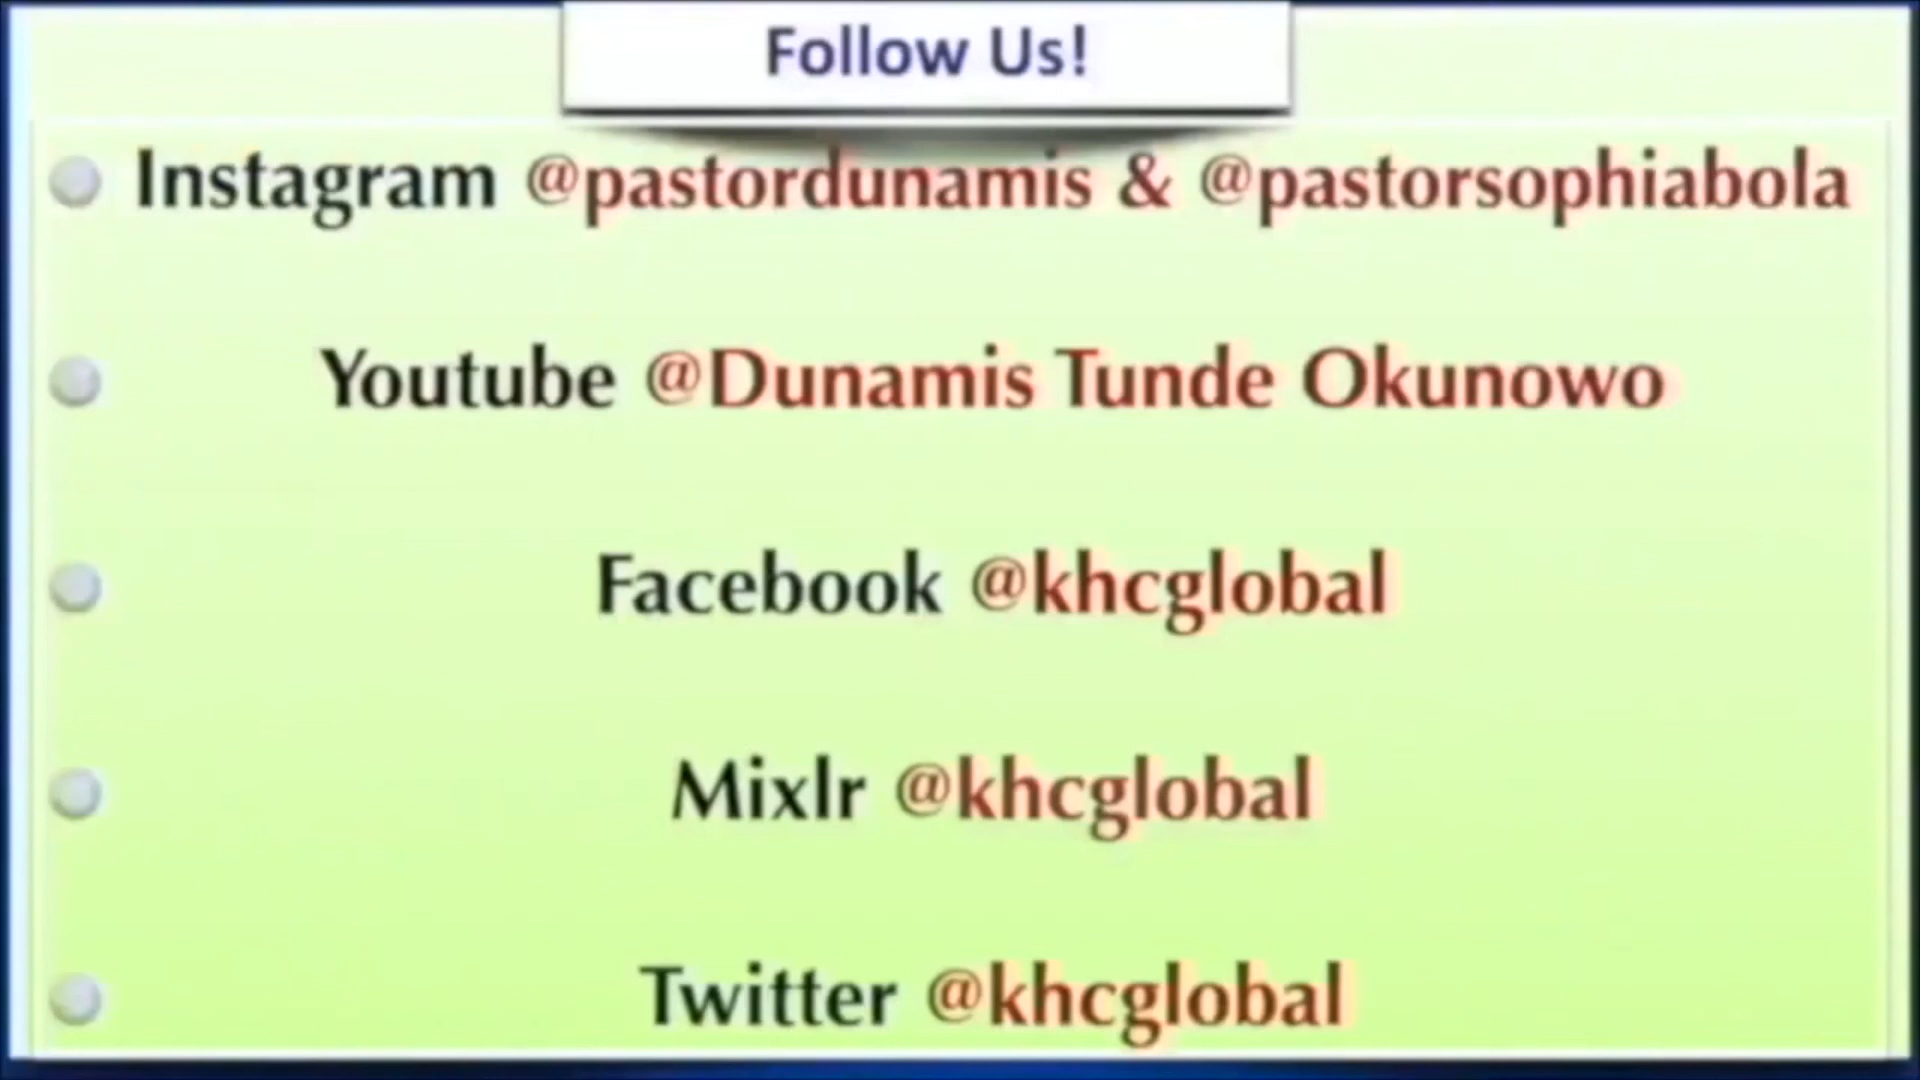 Follow Us!
Instagram @pastordunamis & @pastorsophiabola
Youtube @Dunamis Tunde Okunowo
Facebook @khcglobal
Mixlr @khcglobal
Twitter @khcglobal